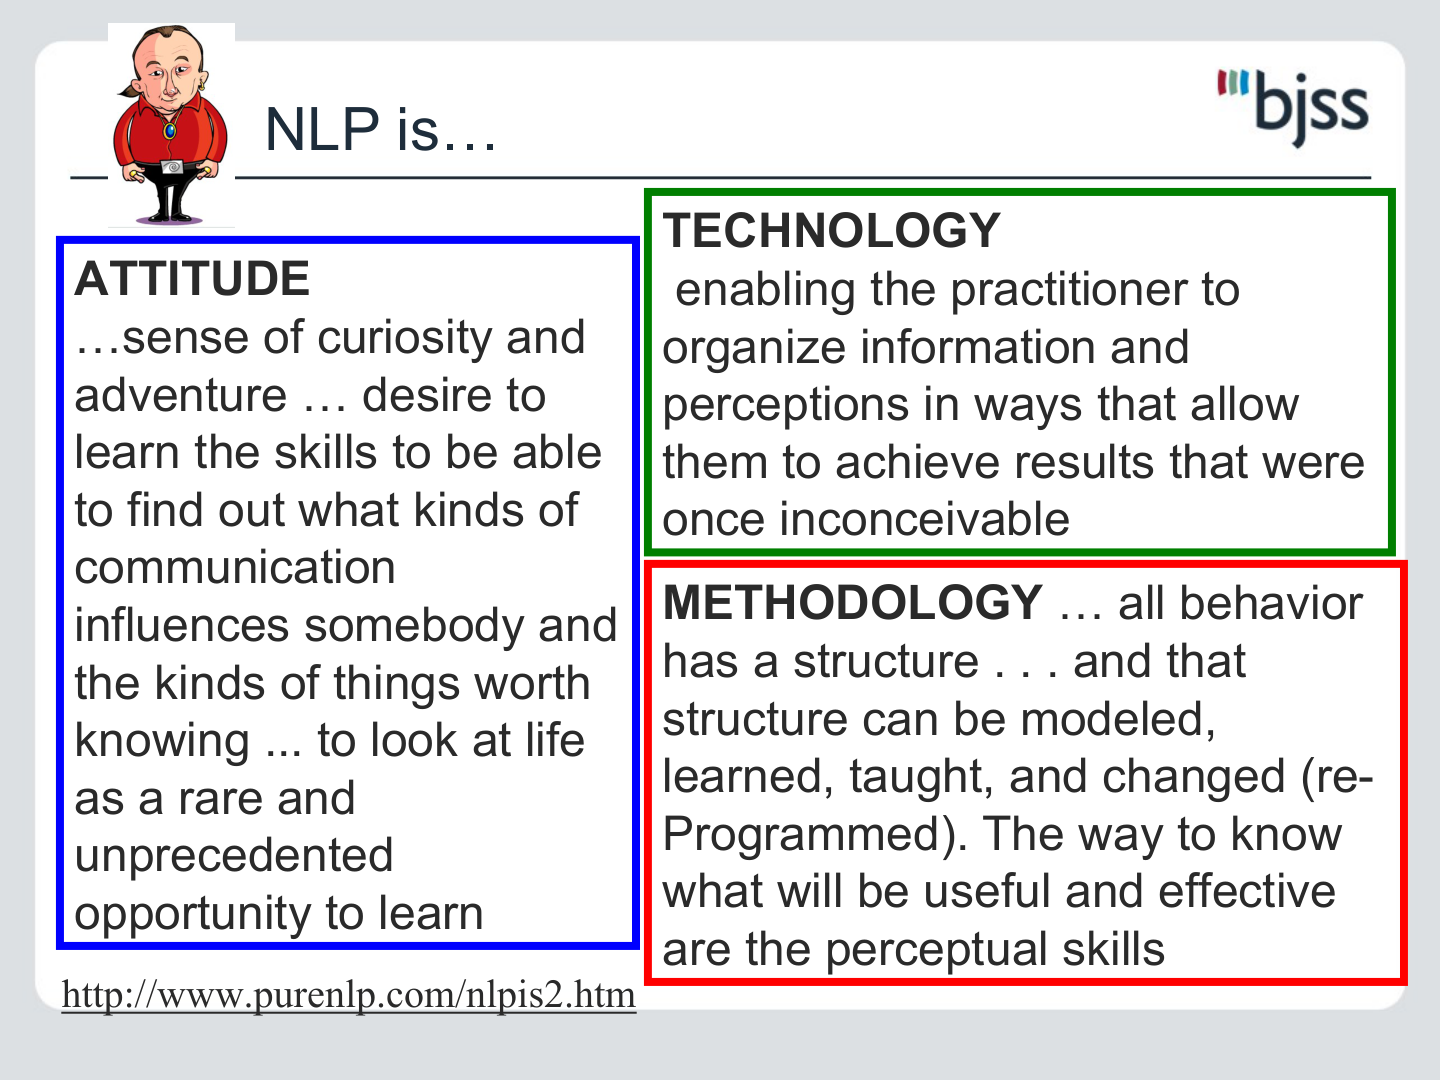 NLP is…
bjss
ATTITUDE
…sense of curiosity and
adventure … desire to
learn the skills to be able
to find out what kinds of
communication
influences somebody and
the kinds of things worth
knowing ... to look at life
as a rare and
unprecedented
opportunity to learn
TECHNOLOGY
enabling the practitioner to
organize information and
perceptions in ways that allow
them to achieve results that were
once inconceivable
METHODOLOGY … all behavior
has a structure . . . and that
structure can be modeled,
learned, taught, and changed (re-
Programmed). The way to know
what will be useful and effective
are the perceptual skills
http://www.purenlp.com/nlpis2.htm